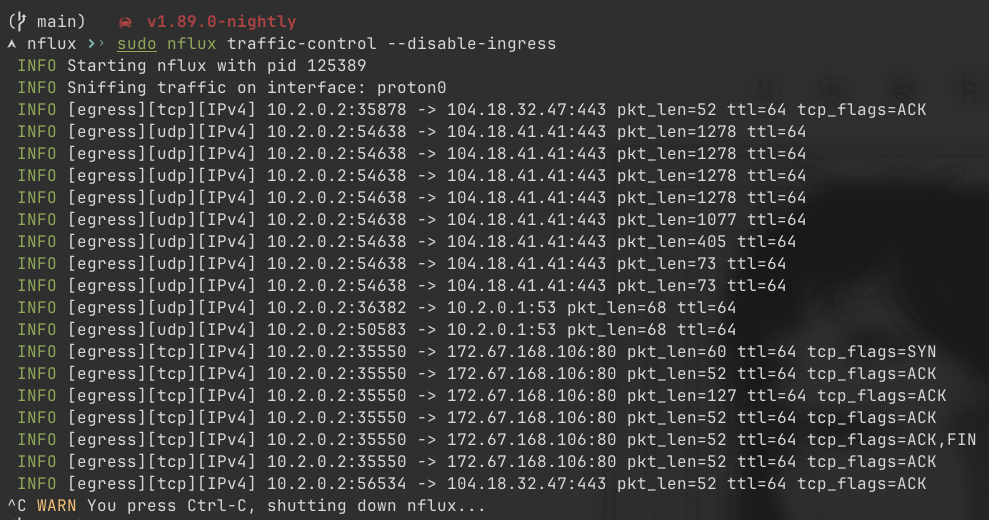 ( main) v1.89.0-nightly
nflux sudo nflux traffic-control --disable-ingress
INFO Starting nflux with pid 125389
INFO Sniffing traffic on interface: proton0
INFO [egress][tcp][IPv4] 10.2.0.2:35878 -> 104.18.32.47:443 pkt_len=52 ttl=64 tcp_flags=ACK
INFO [egress][udp][IPv4] 10.2.0.2:54638 -> 104.18.41.41:443 pkt_len=1278 ttl=64
INFO [egress][udp][IPv4] 10.2.0.2:54638 -> 104.18.41.41:443 pkt_len=1278 ttl=64
INFO [egress][udp][IPv4] 10.2.0.2:54638 -> 104.18.41.41:443 pkt_len=1278 ttl=64
INFO [egress][udp][IPv4] 10.2.0.2:54638 -> 104.18.41.41:443 pkt_len=1278 ttl=64
INFO [egress][udp][IPv4] 10.2.0.2:54638 -> 104.18.41.41:443 pkt_len=1077 ttl=64
INFO [egress][udp][IPv4] 10.2.0.2:54638 -> 104.18.41.41:443 pkt_len=405 ttl=64
INFO [egress][udp][IPv4] 10.2.0.2:54638 -> 104.18.41.41:443 pkt_len=73 ttl=64
INFO [egress][udp][IPv4] 10.2.0.2:54638 -> 104.18.41.41:443 pkt_len=73 ttl=64
INFO [egress][udp][IPv4] 10.2.0.2:36382 -> 10.2.0.1:53 pkt_len=68 ttl=64
INFO [egress][udp][IPv4] 10.2.0.2:50583 -> 10.2.0.1:53 pkt_len=68 ttl=64
INFO [egress][tcp][IPv4] 10.2.0.2:35550 -> 172.67.168.106:80 pkt_len=60 ttl=64 tcp_flags=SYN
INFO [egress][tcp][IPv4] 10.2.0.2:35550 -> 172.67.168.106:80 pkt_len=52 ttl=64 tcp_flags=ACK
INFO [egress][tcp][IPv4] 10.2.0.2:35550 -> 172.67.168.106:80 pkt_len=127 ttl=64 tcp_flags=ACK
INFO [egress][tcp][IPv4] 10.2.0.2:35550 -> 172.67.168.106:80 pkt_len=52 ttl=64 tcp_flags=ACK
INFO [egress][tcp][IPv4] 10.2.0.2:35550 -> 172.67.168.106:80 pkt_len=52 ttl=64 tcp_flags=ACK,FIN
INFO [egress][tcp][IPv4] 10.2.0.2:35550 -> 172.67.168.106:80 pkt_len=52 ttl=64 tcp_flags=ACK
INFO [egress][tcp][IPv4] 10.2.0.2:56534 -> 104.18.32.47:443 pkt_len=52 ttl=64 tcp_flags=ACK
^C WARN You press Ctrl-C, shutting down nflux...